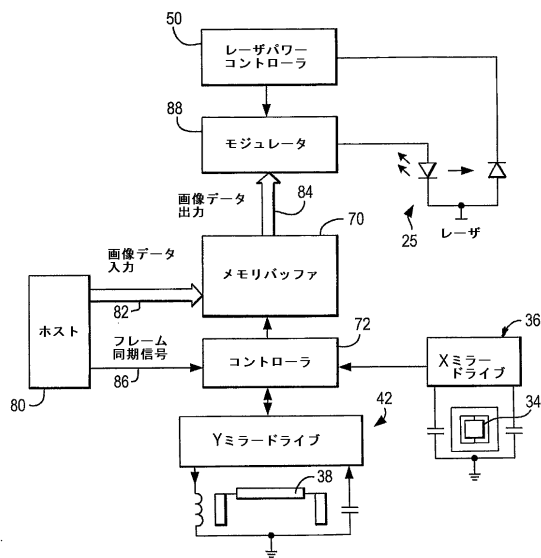 50
レーザパワー
コントローラ
88
モジュレータ
画像データ
出力
84
25
レーザ
70
画像データ
入力
メモリバッファ
82
ホスト
フレーム
同期信号
86
80
72
コントローラ
36
Xミラー
ドライブ
34
42
Yミラードライブ
38